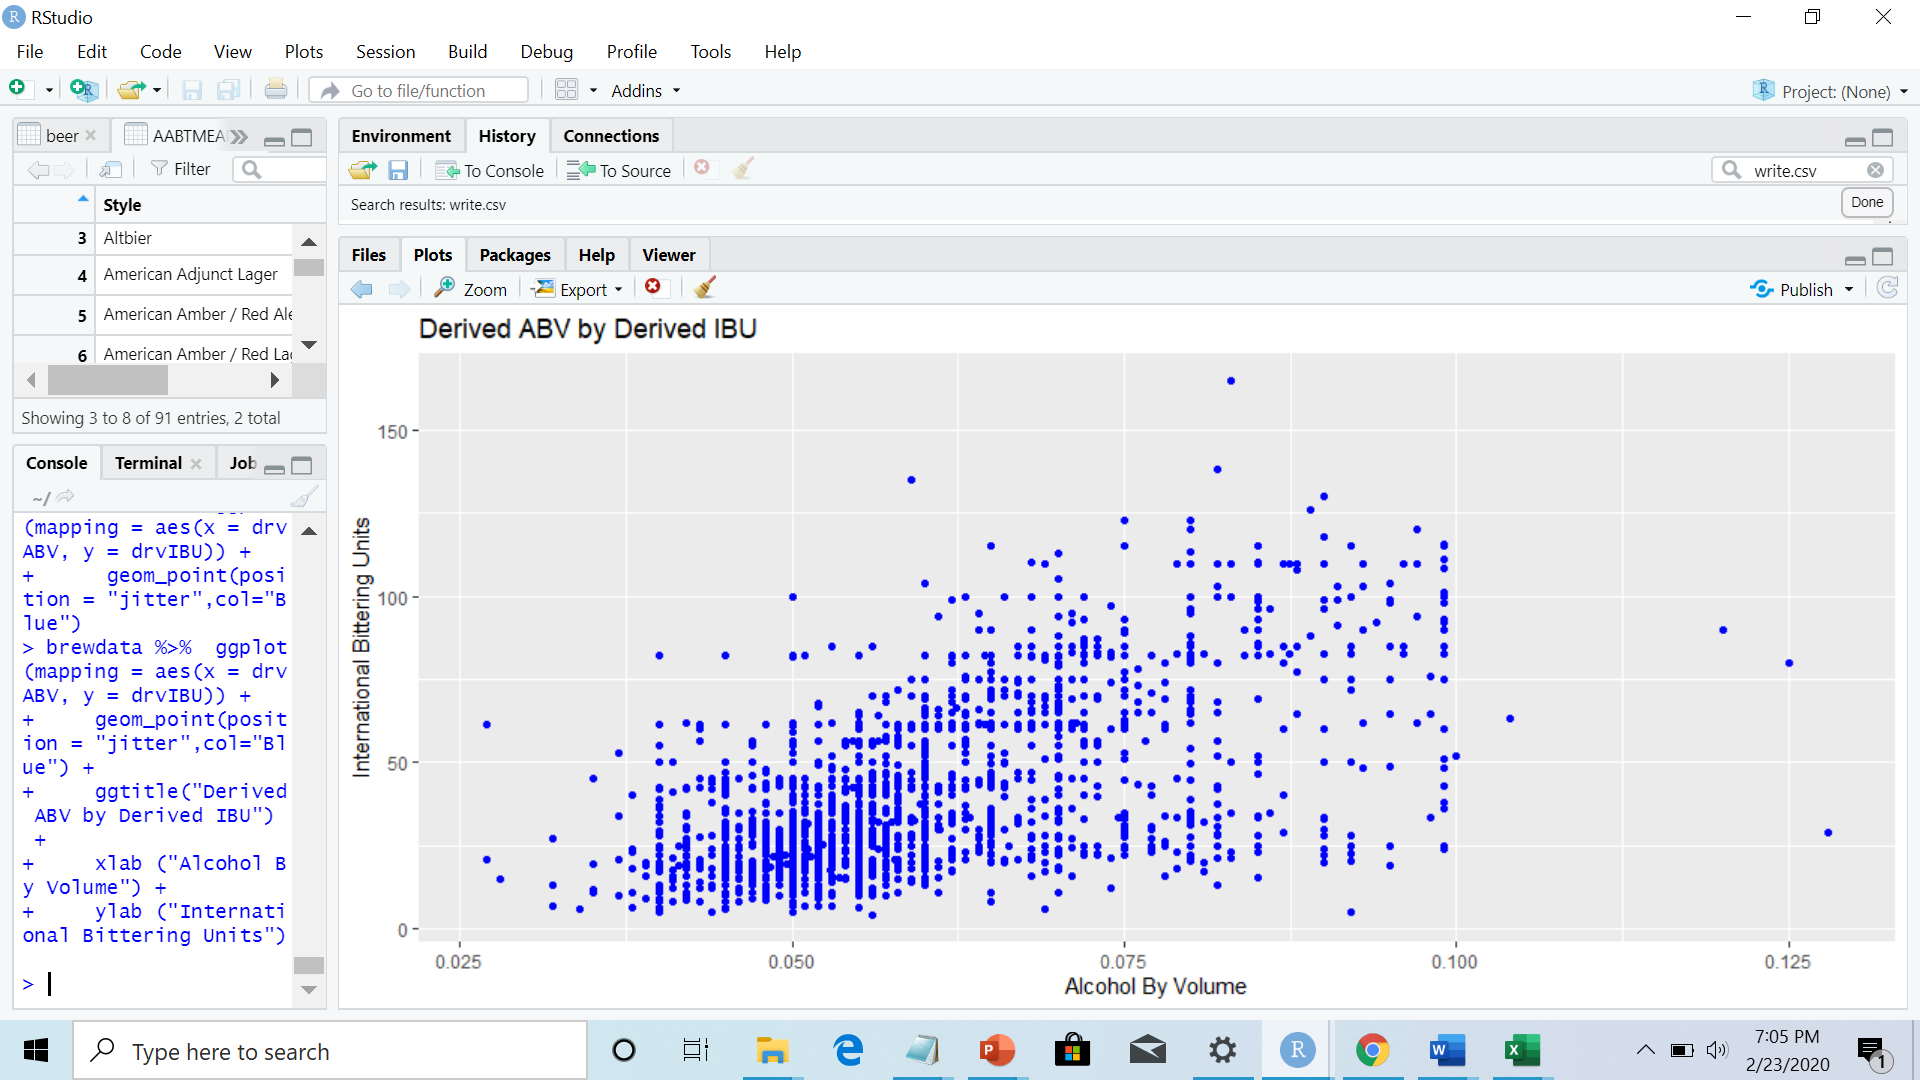 RStudio
File Edit Code View Plots Session Build Debug Profile Tools Help
Go to file/function
Addins
Project: (None)
beer
AABTMEA
Filter
Style
3 Altbier
4 American Adjunct Lager
5 American Amber / Red Ale
6 American Amber / Red La
Showing 3 to 8 of 91 entries, 2 total
Console Terminal Job
~/
(mapping = aes(x = drv
ABV, y = drvIBU)) +
+ geom_point(posi
tion = "jitter",col="B
lue")
> brewdata %>% ggplot
(mapping = aes(x = drv
ABV, y = drvIBU)) +
+ geom_point(posit
ion = "jitter",col="Bl
ue") +
+ ggtitle("Derived
ABV by Derived IBU")
+
+ xlab ("Alcohol B
y Volume") +
+ ylab ("Internati
onal Bittering Units")
>
Environment History Connections
To Console To Source
write.csv
Search results: write.csv
Done
Files Plots Packages Help Viewer
Zoom Export
Publish
Derived ABV by Derived IBU
International Bittering Units
150
100
50
0
0.025 0.050 0.075 0.100 0.125
Alcohol By Volume
Type here to search
7:05 PM
2/23/2020
1